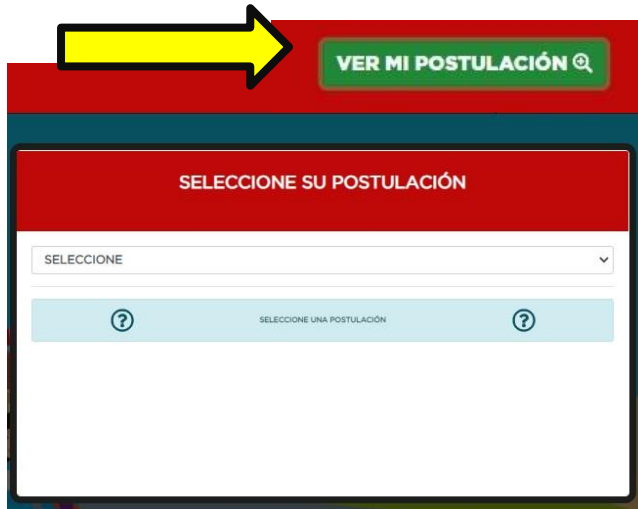 VER MI POSTULACIÓN
SELECCIONE SU POSTULACIÓN
SELECCIONE
SELECCIONE UNA POSTULACIÓN